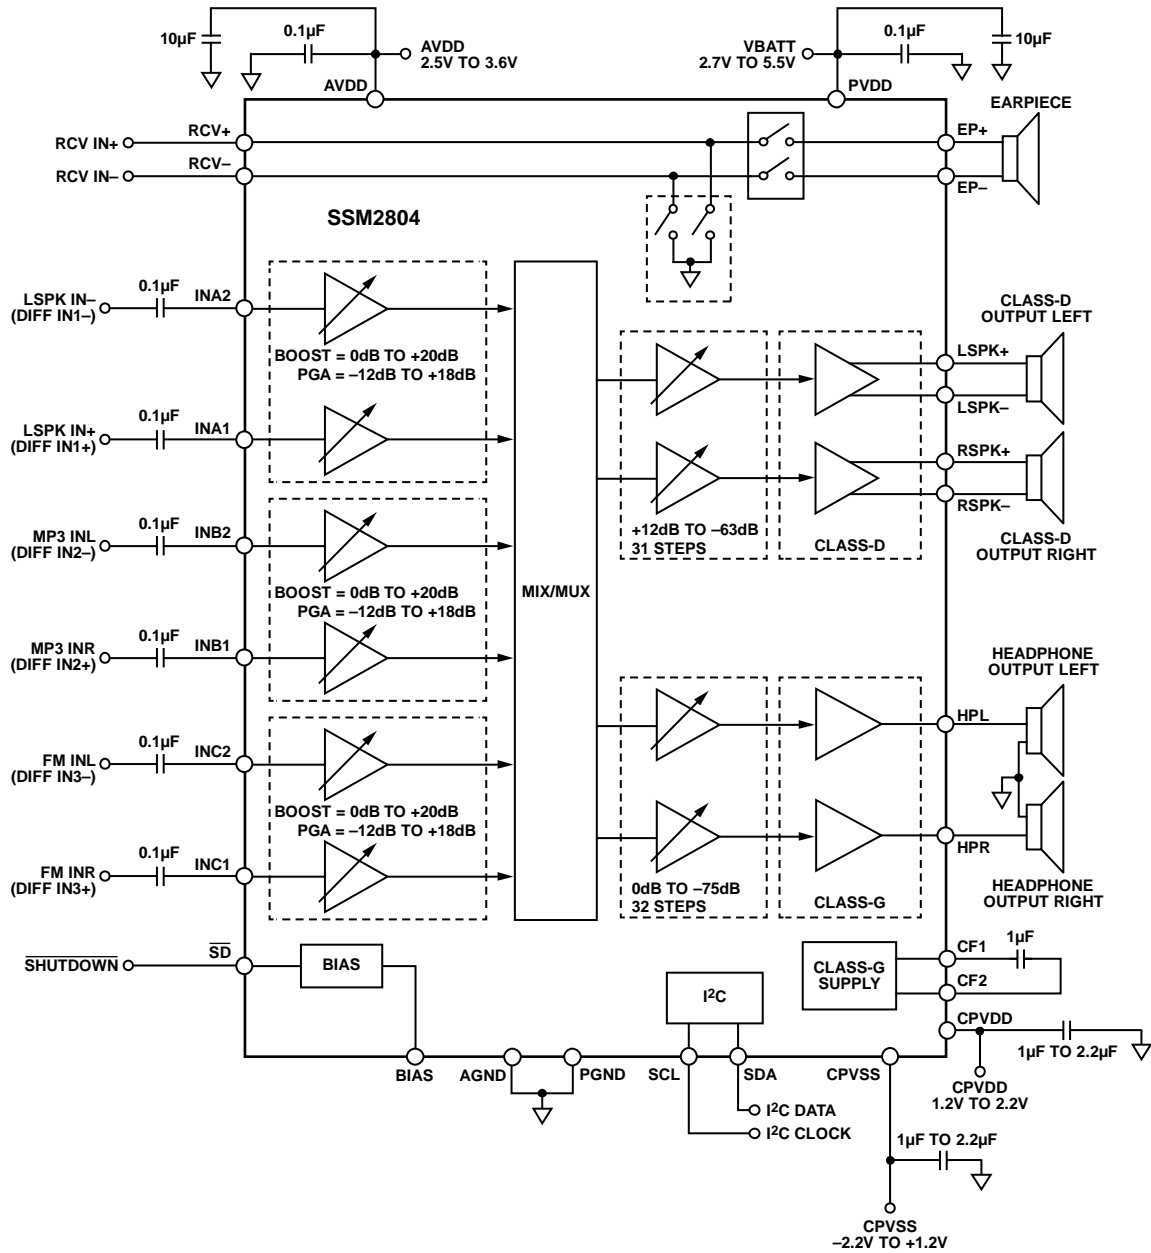 10µF
0.1µF
AVDD
2.5V TO 3.6V
VBATT
2.7V TO 5.5V
0.1µF
10µF
AVDD
PVDD
EARPIECE
RCV IN+
RCV+
EP+
RCV IN–
RCV–
EP–
SSM2804
LSPK IN–
(DIFF IN1–)
0.1µF
INA2
BOOST = 0dB TO +20dB
PGA = –12dB TO +18dB
CLASS-D
OUTPUT LEFT
LSPK+
LSPK–
LSPK IN+
(DIFF IN1+)
0.1µF
INA1
RSPK+
RSPK–
CLASS-D
OUTPUT RIGHT
+12dB TO –63dB
31 STEPS
CLASS-D
MP3 INL
(DIFF IN2–)
0.1µF
INB2
BOOST = 0dB TO +20dB
PGA = –12dB TO +18dB
MIX/MUX
MP3 INR
(DIFF IN2+)
0.1µF
INB1
HEADPHONE
OUTPUT LEFT
HPL
FM INL
(DIFF IN3–)
0.1µF
INC2
BOOST = 0dB TO +20dB
PGA = –12dB TO +18dB
HPR
FM INR
(DIFF IN3+)
0.1µF
INC1
0dB TO –75dB
32 STEPS
CLASS-G
HEADPHONE
OUTPUT RIGHT
SHUTDOWN
SD
BIAS
I2C
CLASS-G
SUPPLY
CF1
1µF
CF2
CPVDD
1µF TO 2.2µF
CPVDD
1.2V TO 2.2V
BIAS
AGND
PGND
SCL
SDA
CPVSS
I2C DATA
I2C CLOCK
1µF TO 2.2µF
CPVSS
–2.2V TO +1.2V